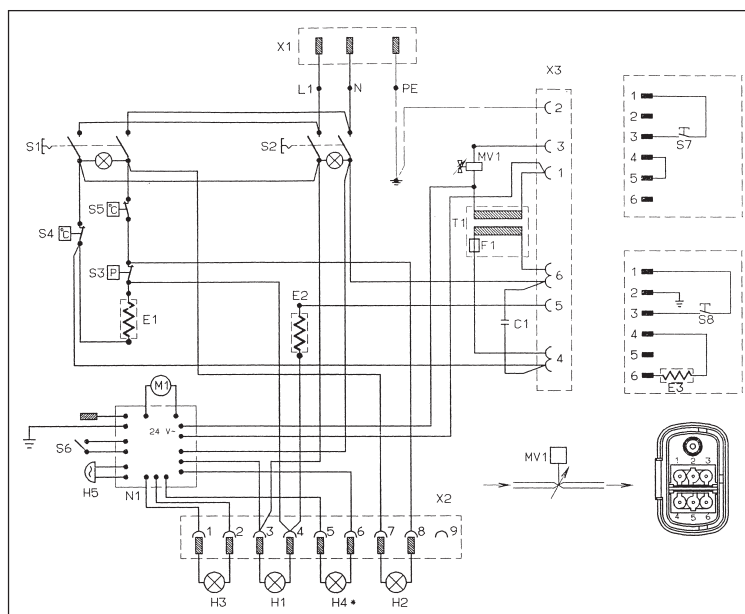 X1
X3
L1
N
PE
2
S1
S2
3
MV1
1
S5
°C
S4
°C
T1
F1
S3
P
6
E1
E2
5
C1
4
M1
24 V~
S6
H5
N1
X2
1
2
3
4
5
6
7
8
9
H3
H1
H4*
H2
1
2
3
S7
4
5
6
1
2
3
S8
4
5
6
E3
MV1
1 2 3
4 5 6